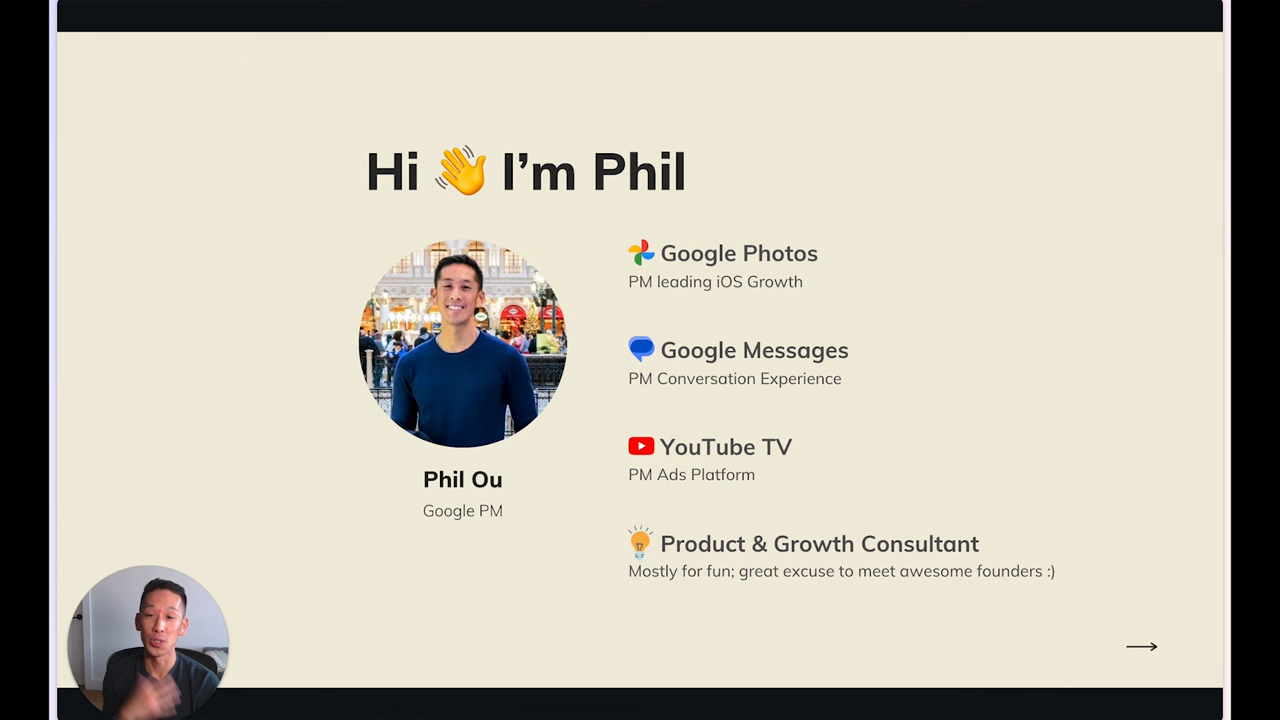 Hi 👋 I’m Phil
Google Photos
PM leading iOS Growth
Google Messages
PM Conversation Experience
YouTube TV
PM Ads Platform
Product & Growth Consultant
Mostly for fun; great excuse to meet awesome founders :)
Phil Ou
Google PM